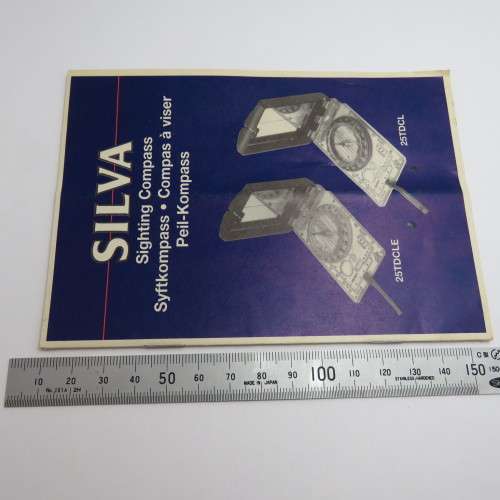 SILVA
Sighting Compass
Syftkompass • Compas à viser
Peil-Kompass
25TDCL
25TDCLE
10 20 30 40 50 60 70 80 90 100 110 120 130 140 150
MADE IN JAPAN
STAINLESS HARDENED